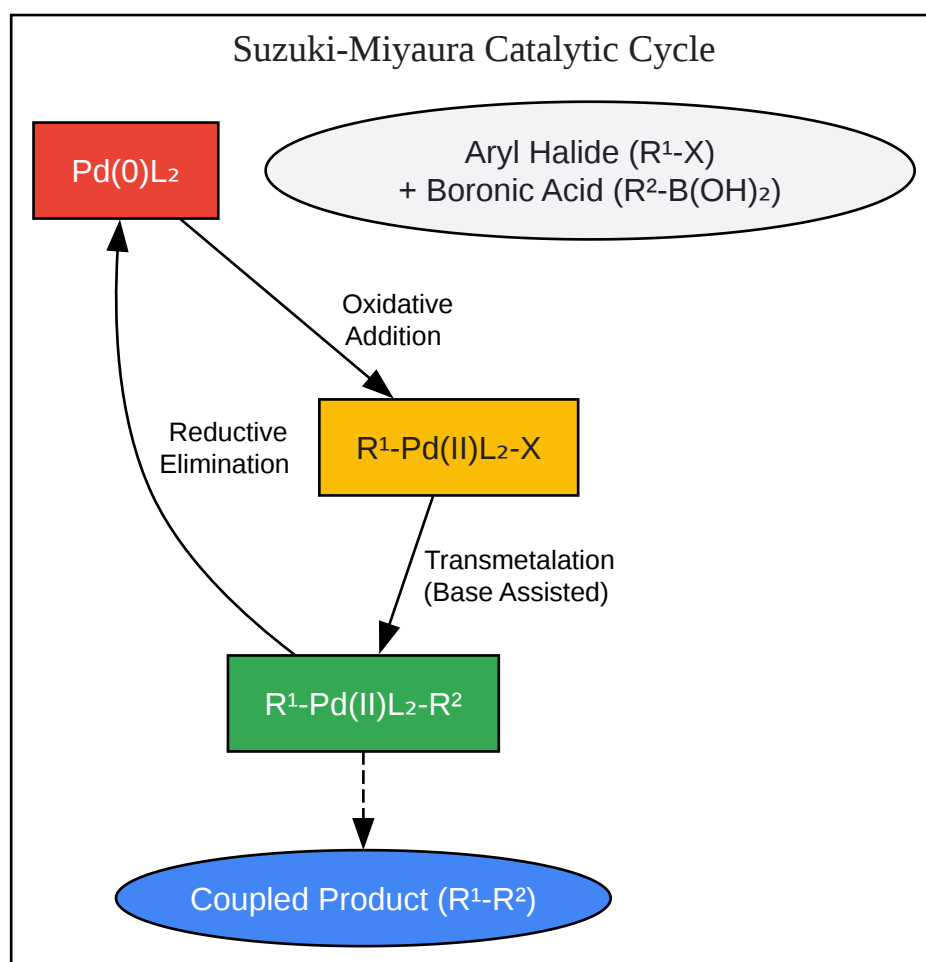 Suzuki-Miyaura Catalytic Cycle
Pd(0)L₂
Aryl Halide (R¹-X)
+ Boronic Acid (R²-B(OH)₂)
Oxidative
Addition
Reductive
Elimination
R¹-Pd(II)L₂-X
Transmetalation
(Base Assisted)
R¹-Pd(II)L₂-R²
Coupled Product (R¹-R²)